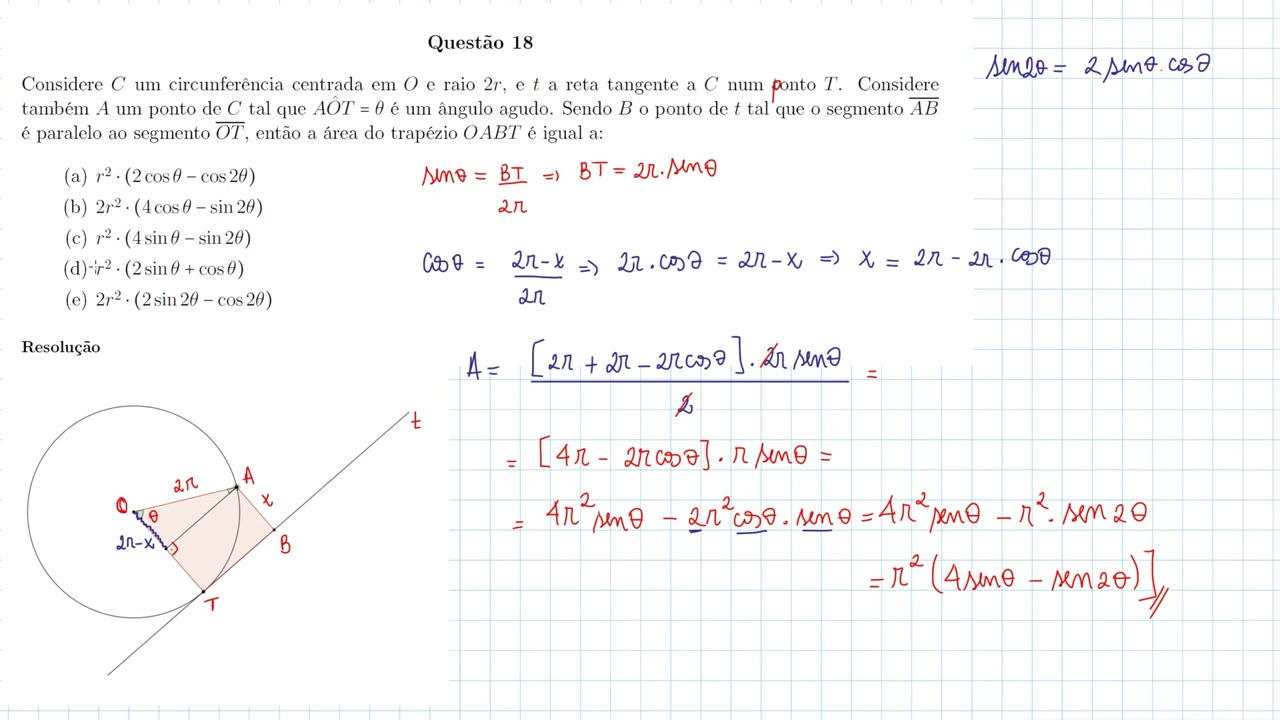 Questão 18
Considere C um circunferência centrada em O e raio 2r, e t a reta tangente a C num ponto T. Considere
também A um ponto de C tal que AÔT = θ é um ângulo agudo. Sendo B o ponto de t tal que o segmento AB
é paralelo ao segmento OT, então a área do trapézio OABT é igual a:
(a) r² · (2 cos θ − cos 2θ)
(b) 2r² · (4 cos θ − sin 2θ)
(c) r² · (4 sin θ − sin 2θ)
(d) r² · (2 sin θ + cos θ)
(e) 2r² · (2 sin 2θ − cos 2θ)
sen2θ = 2 senθ. cosθ
senθ = BT/2r => BT = 2r. senθ
cosθ = 2r-x/2r => 2r. cosθ = 2r-x => x = 2r - 2r. cosθ
Resolução
A = [2r + 2r - 2r cosθ] . 2r senθ / 2 =
= [4r - 2r cosθ] . r senθ =
= 4r² senθ - 2r² cosθ . senθ = 4r² senθ - r². sen2θ
= r² (4senθ - sen2θ)]
t
2r
A
O
θ
x
2r-x
B
T